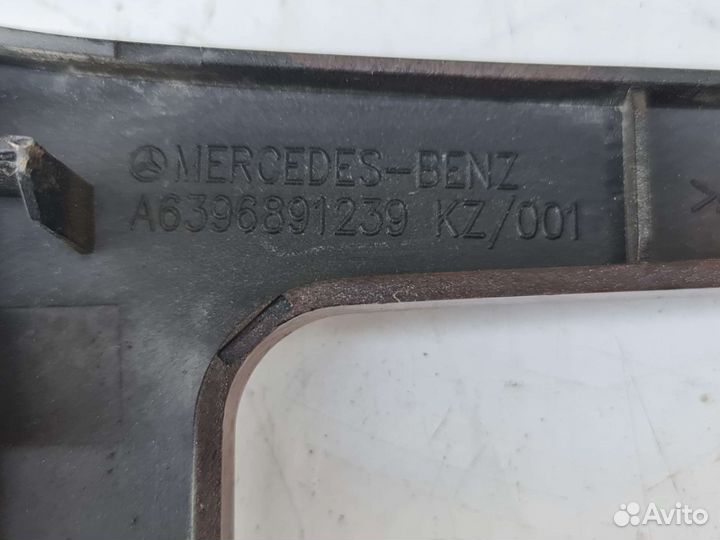 MERCEDES-BENZ
A6396891239 KZ/001
>
Avito